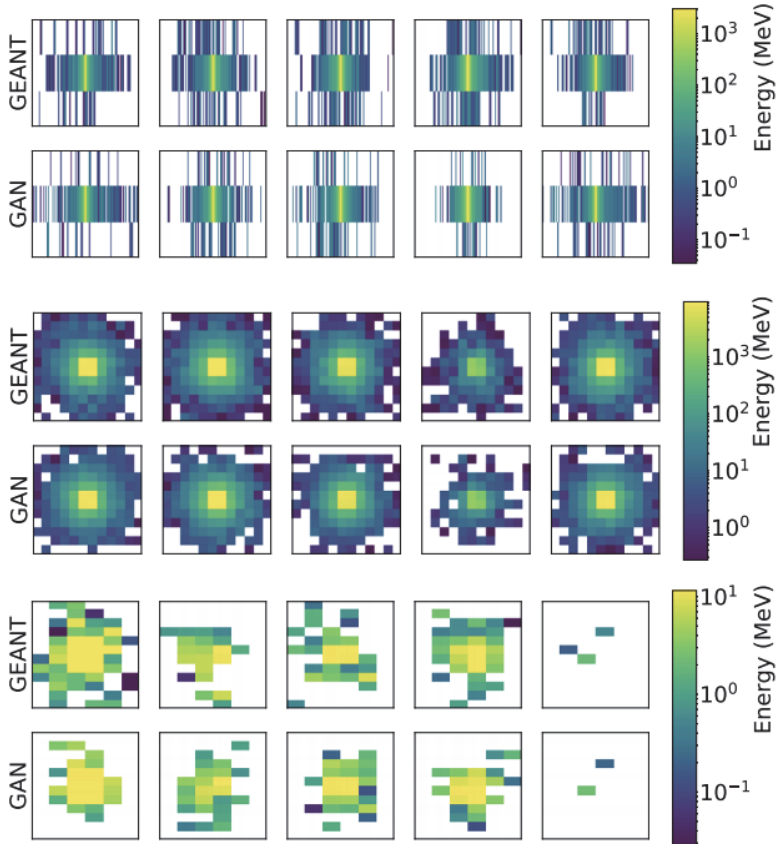 GEANT
GAN
10³
10²
10¹
10⁰
10⁻¹
Energy (MeV)
GEANT
GAN
10³
10²
10¹
10⁰
Energy (MeV)
GEANT
GAN
10¹
10⁰
10⁻¹
Energy (MeV)